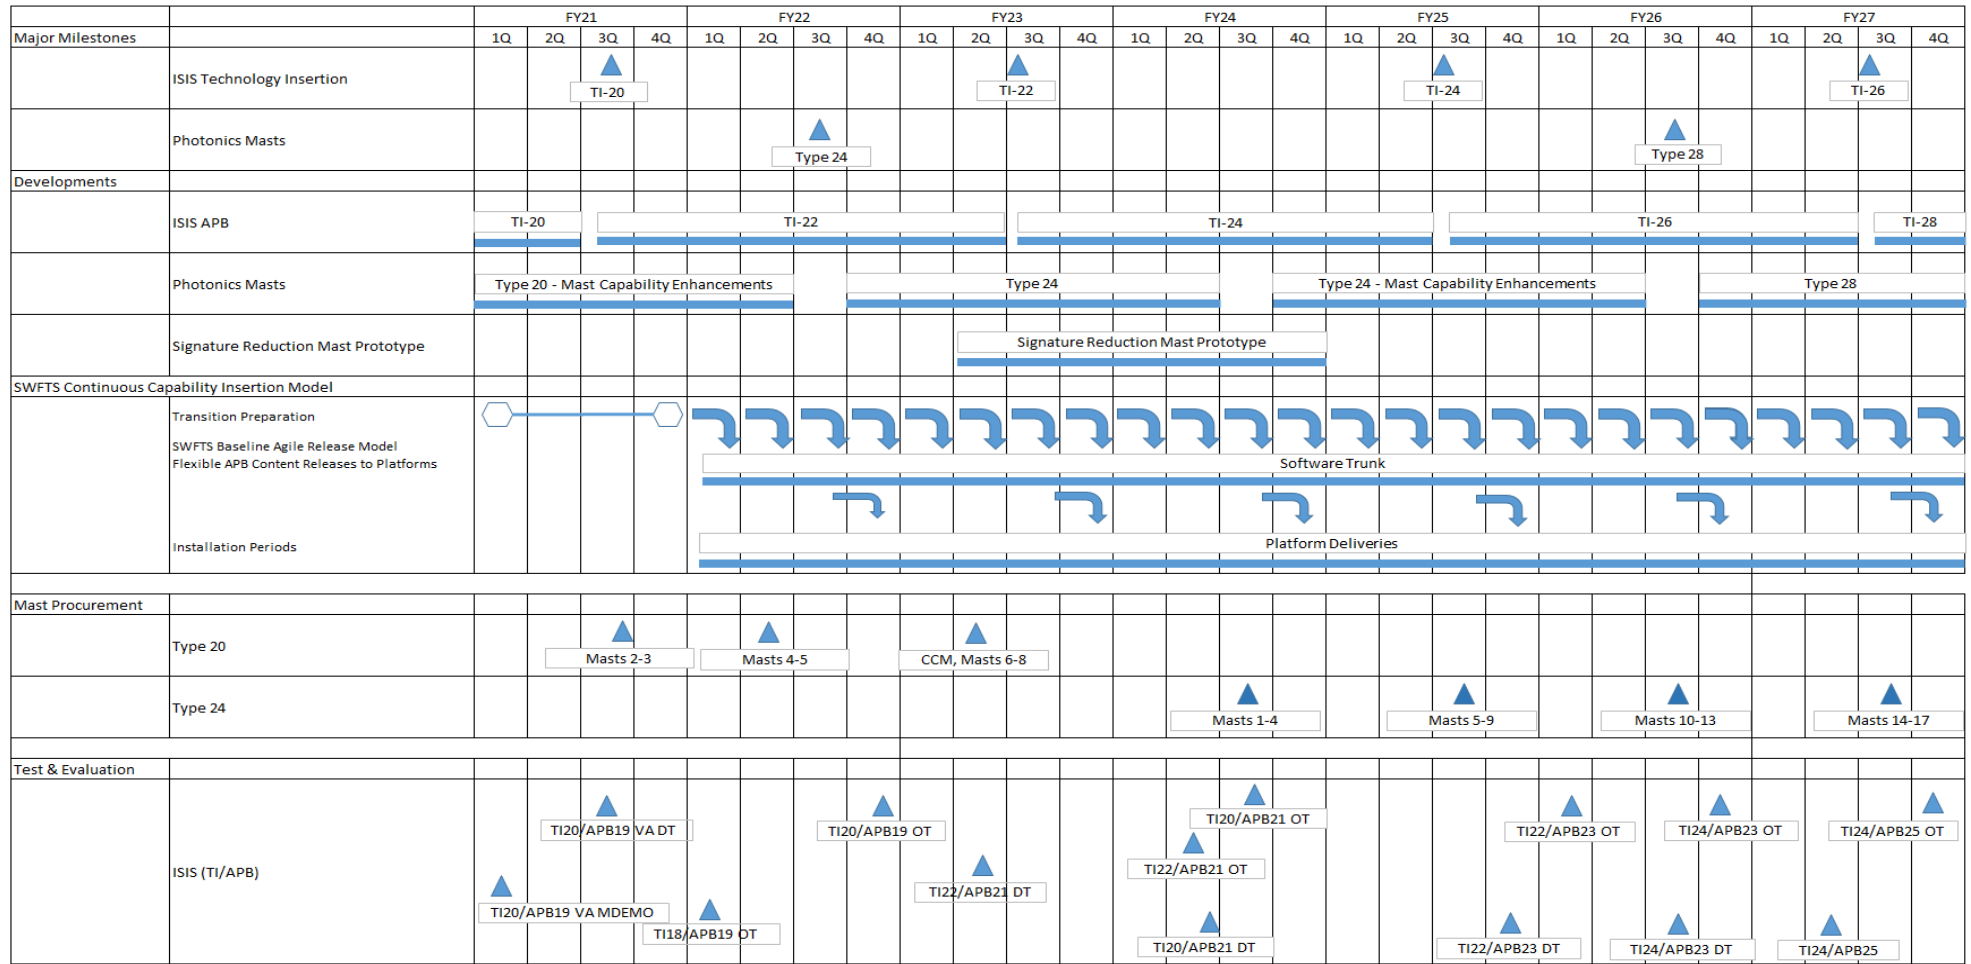 FY21 FY22 FY23 FY24 FY25 FY26 FY27
Major Milestones 1Q 2Q 3Q 4Q 1Q 2Q 3Q 4Q 1Q 2Q 3Q 4Q 1Q 2Q 3Q 4Q 1Q 2Q 3Q 4Q 1Q 2Q 3Q 4Q 1Q 2Q 3Q 4Q
ISIS Technology Insertion
TI-20 TI-22 TI-24 TI-26
Photonics Masts
Type 24 Type 28
Developments
ISIS APB TI-20 TI-22 TI-24 TI-26 TI-28
Photonics Masts Type 20 - Mast Capability Enhancements Type 24 Type 24 - Mast Capability Enhancements Type 28
Signature Reduction Mast Prototype Signature Reduction Mast Prototype
SWFTS Continuous Capability Insertion Model
Transition Preparation
SWFTS Baseline Agile Release Model
Flexible APB Content Releases to Platforms Software Trunk
Installation Periods Platform Deliveries
Mast Procurement
Type 20
Masts 2-3 Masts 4-5 CCM, Masts 6-8
Type 24
Masts 1-4 Masts 5-9 Masts 10-13 Masts 14-17
Test & Evaluation
TI20/APB21 OT
TI20/APB19 VA DT TI20/APB19 OT TI22/APB23 OT TI24/APB23 OT TI24/APB25 OT
ISIS (TI/APB) TI22/APB21 OT
TI22/APB21 DT
TI20/APB19 VA MDEMO
TI18/APB19 OT
TI20/APB21 DT TI22/APB23 DT TI24/APB23 DT TI24/APB25